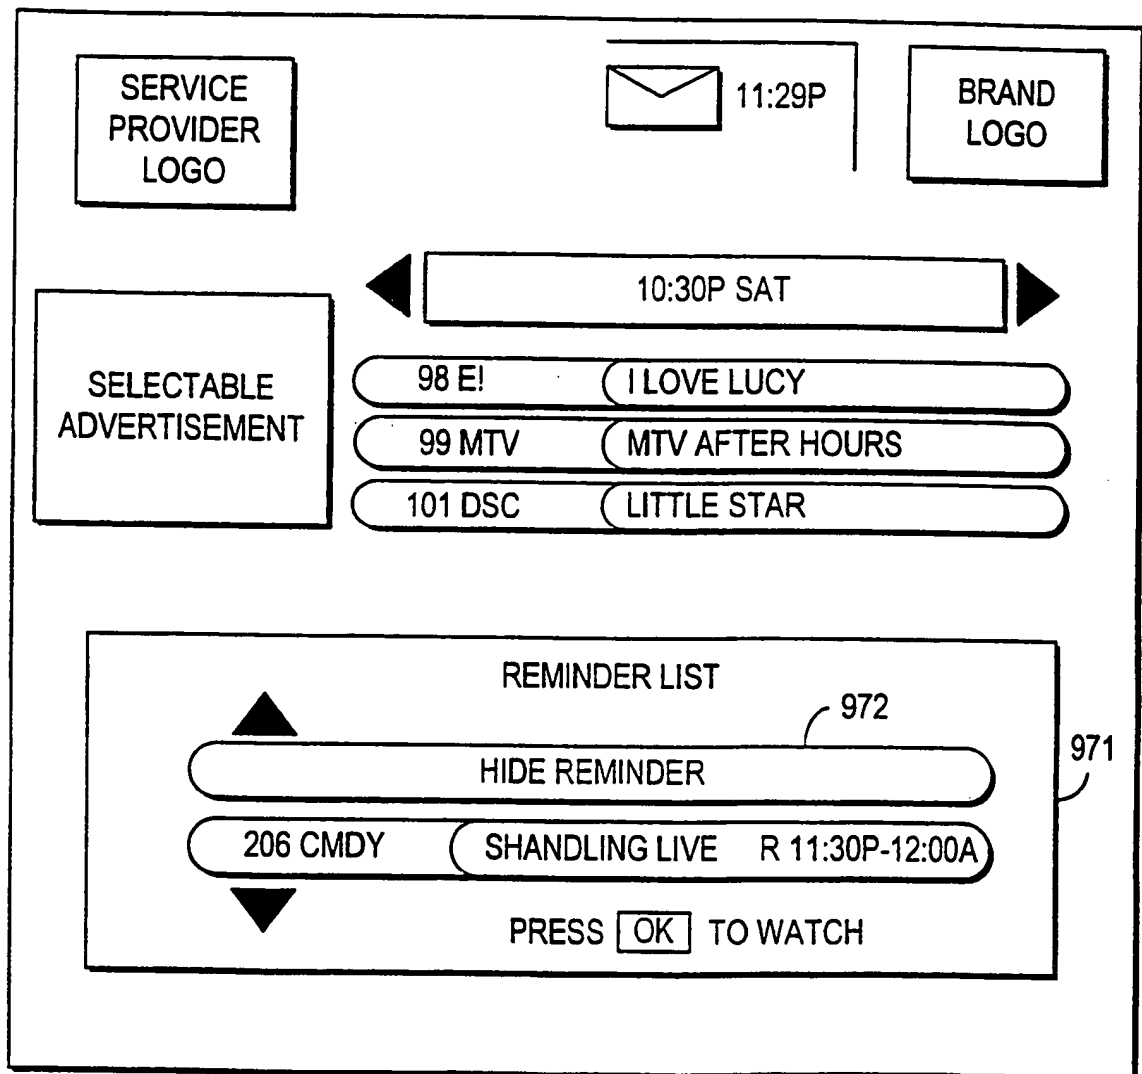 SERVICE
PROVIDER
LOGO
11:29P
BRAND
LOGO
10:30P SAT
SELECTABLE
ADVERTISEMENT
98 E! I LOVE LUCY
99 MTV MTV AFTER HOURS
101 DSC LITTLE STAR
REMINDER LIST
972
HIDE REMINDER
971
206 CMDY SHANDLING LIVE R 11:30P-12:00A
PRESS OK TO WATCH